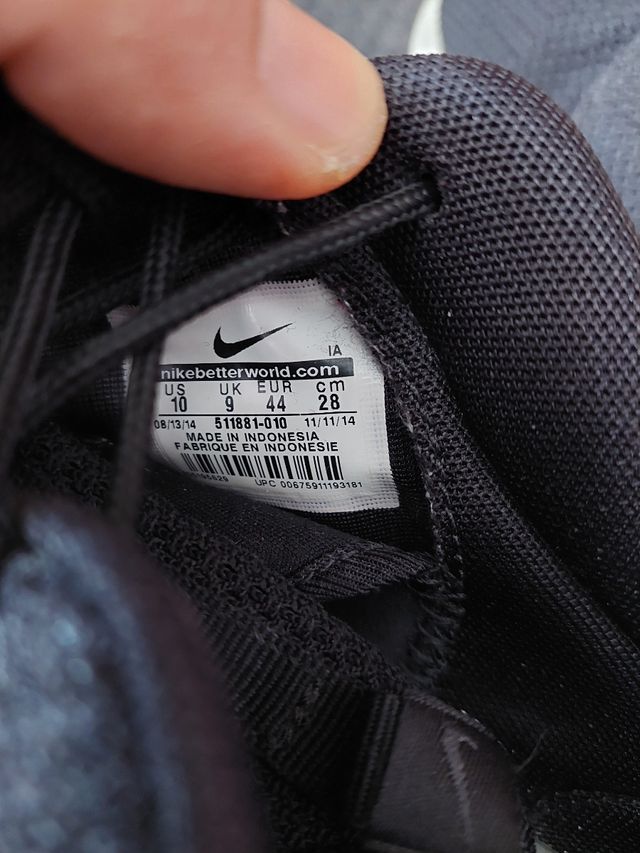 IA
nikebetterworld.com
US UK EUR cm
10 9 44 28
08/13/14 511881-010 11/11/14
MADE IN INDONESIA
FABRIQUE EN INDONESIE
UPC 00675911193181